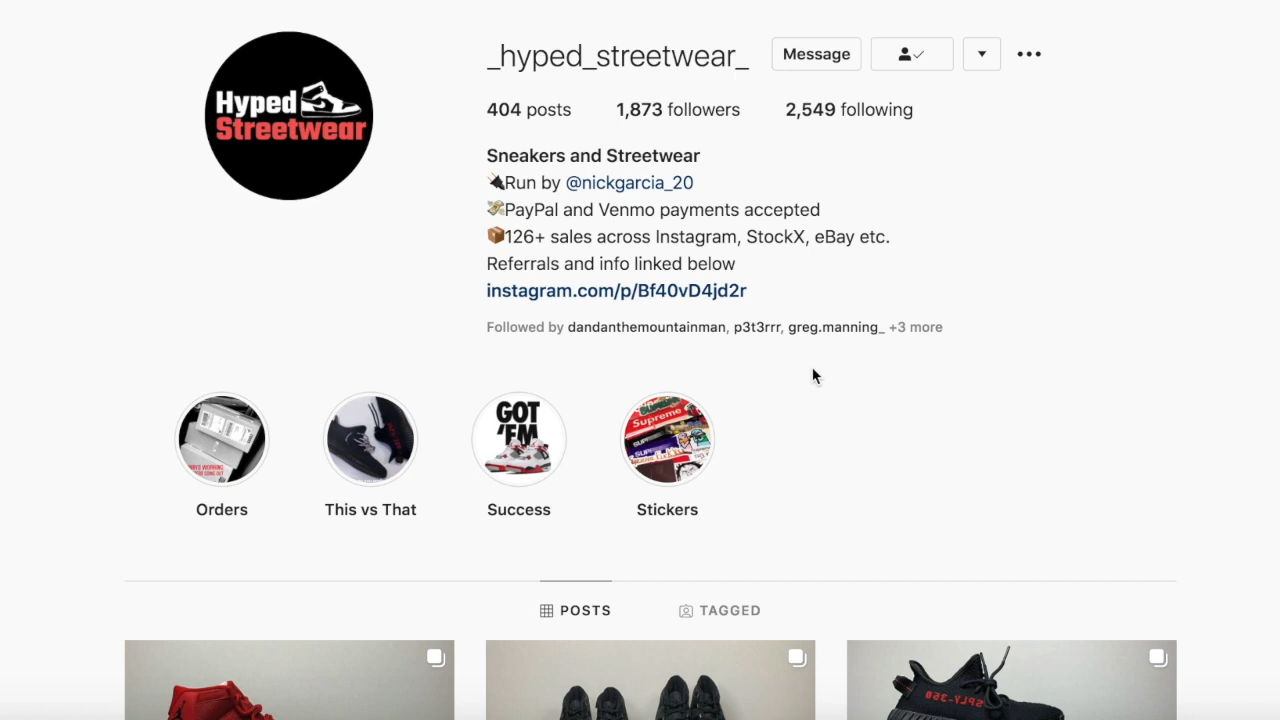 Hyped
Streetwear
_hyped_streetwear_
Message
404 posts 1,873 followers 2,549 following
Sneakers and Streetwear
🔌Run by @nickgarcia_20
💸PayPal and Venmo payments accepted
📦126+ sales across Instagram, StockX, eBay etc.
Referrals and info linked below
instagram.com/p/Bf40vD4jd2r
Followed by dandanthemountainman, p3t3rrr, greg.manning_ +3 more
GOT
'EM
Supreme
Orders
This vs That
Success
Stickers
POSTS
TAGGED
SPLY-350